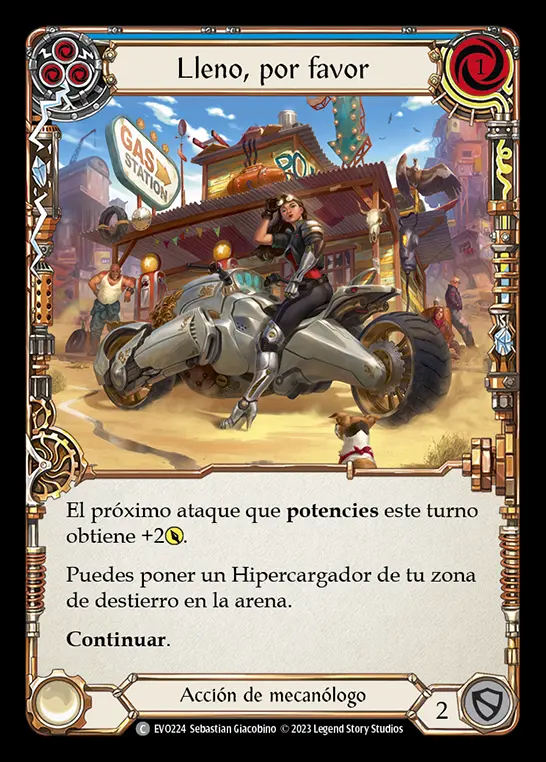 Lleno, por favor
1
GAS
STATION
El próximo ataque que potencies este turno
obtiene +2.
Puedes poner un Hipercargador de tu zona
de destierro en la arena.
Continuar.
Acción de mecanólogo
2
C EVO224 Sebastian Giacobino © 2023 Legend Story Studios